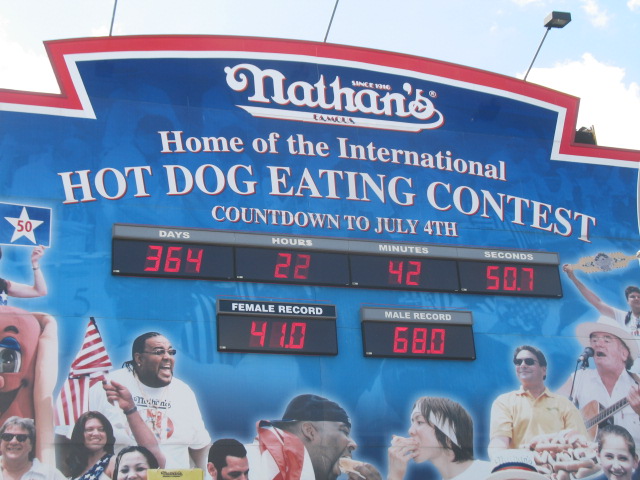 SINCE 1916
Nathan's®
FAMOUS
Home of the International
HOT DOG EATING CONTEST
COUNTDOWN TO JULY 4TH
50
DAYS HOURS MINUTES SECONDS
364 22 42 50.7
FEMALE RECORD MALE RECORD
41.0 68.0
Nathan's